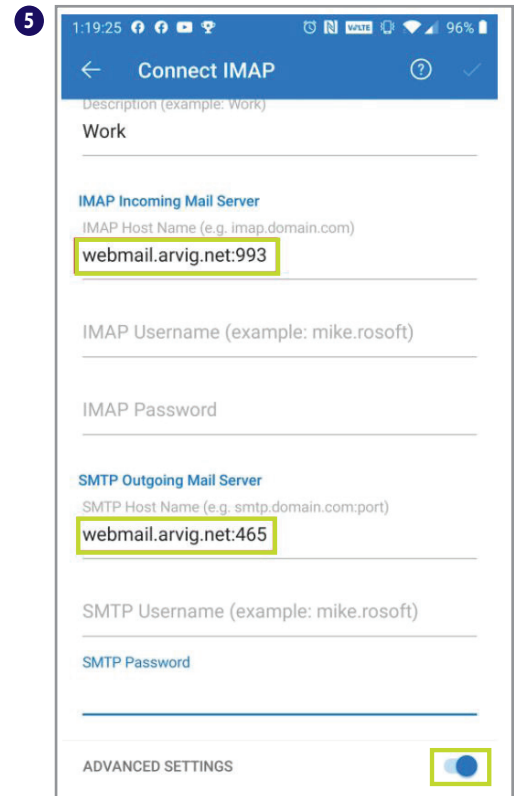 5
1:19:25 VoLTE 96%
Connect IMAP ?
Description (example: Work)
Work
IMAP Incoming Mail Server
IMAP Host Name (e.g. imap.domain.com)
webmail.arvig.net:993
IMAP Username (example: mike.rosoft)
IMAP Password
SMTP Outgoing Mail Server
SMTP Host Name (e.g. smtp.domain.com:port)
webmail.arvig.net:465
SMTP Username (example: mike.rosoft)
SMTP Password
ADVANCED SETTINGS